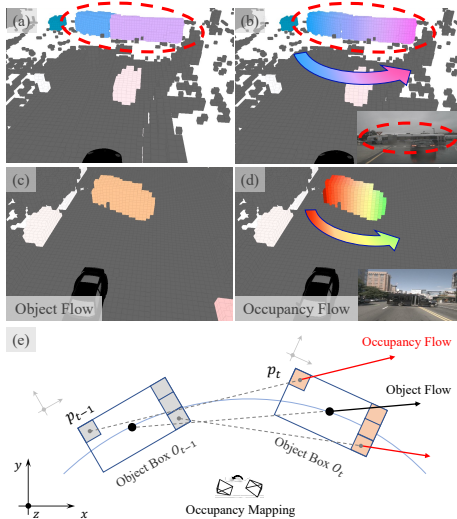 (a)
(b)
(c)
(d)
Object Flow
Occupancy Flow
(e)
Occupancy Flow
p_t
Object Flow
p_{t-1}
Object Box O_{t-1}
Object Box O_t
y
z
x
Occupancy Mapping